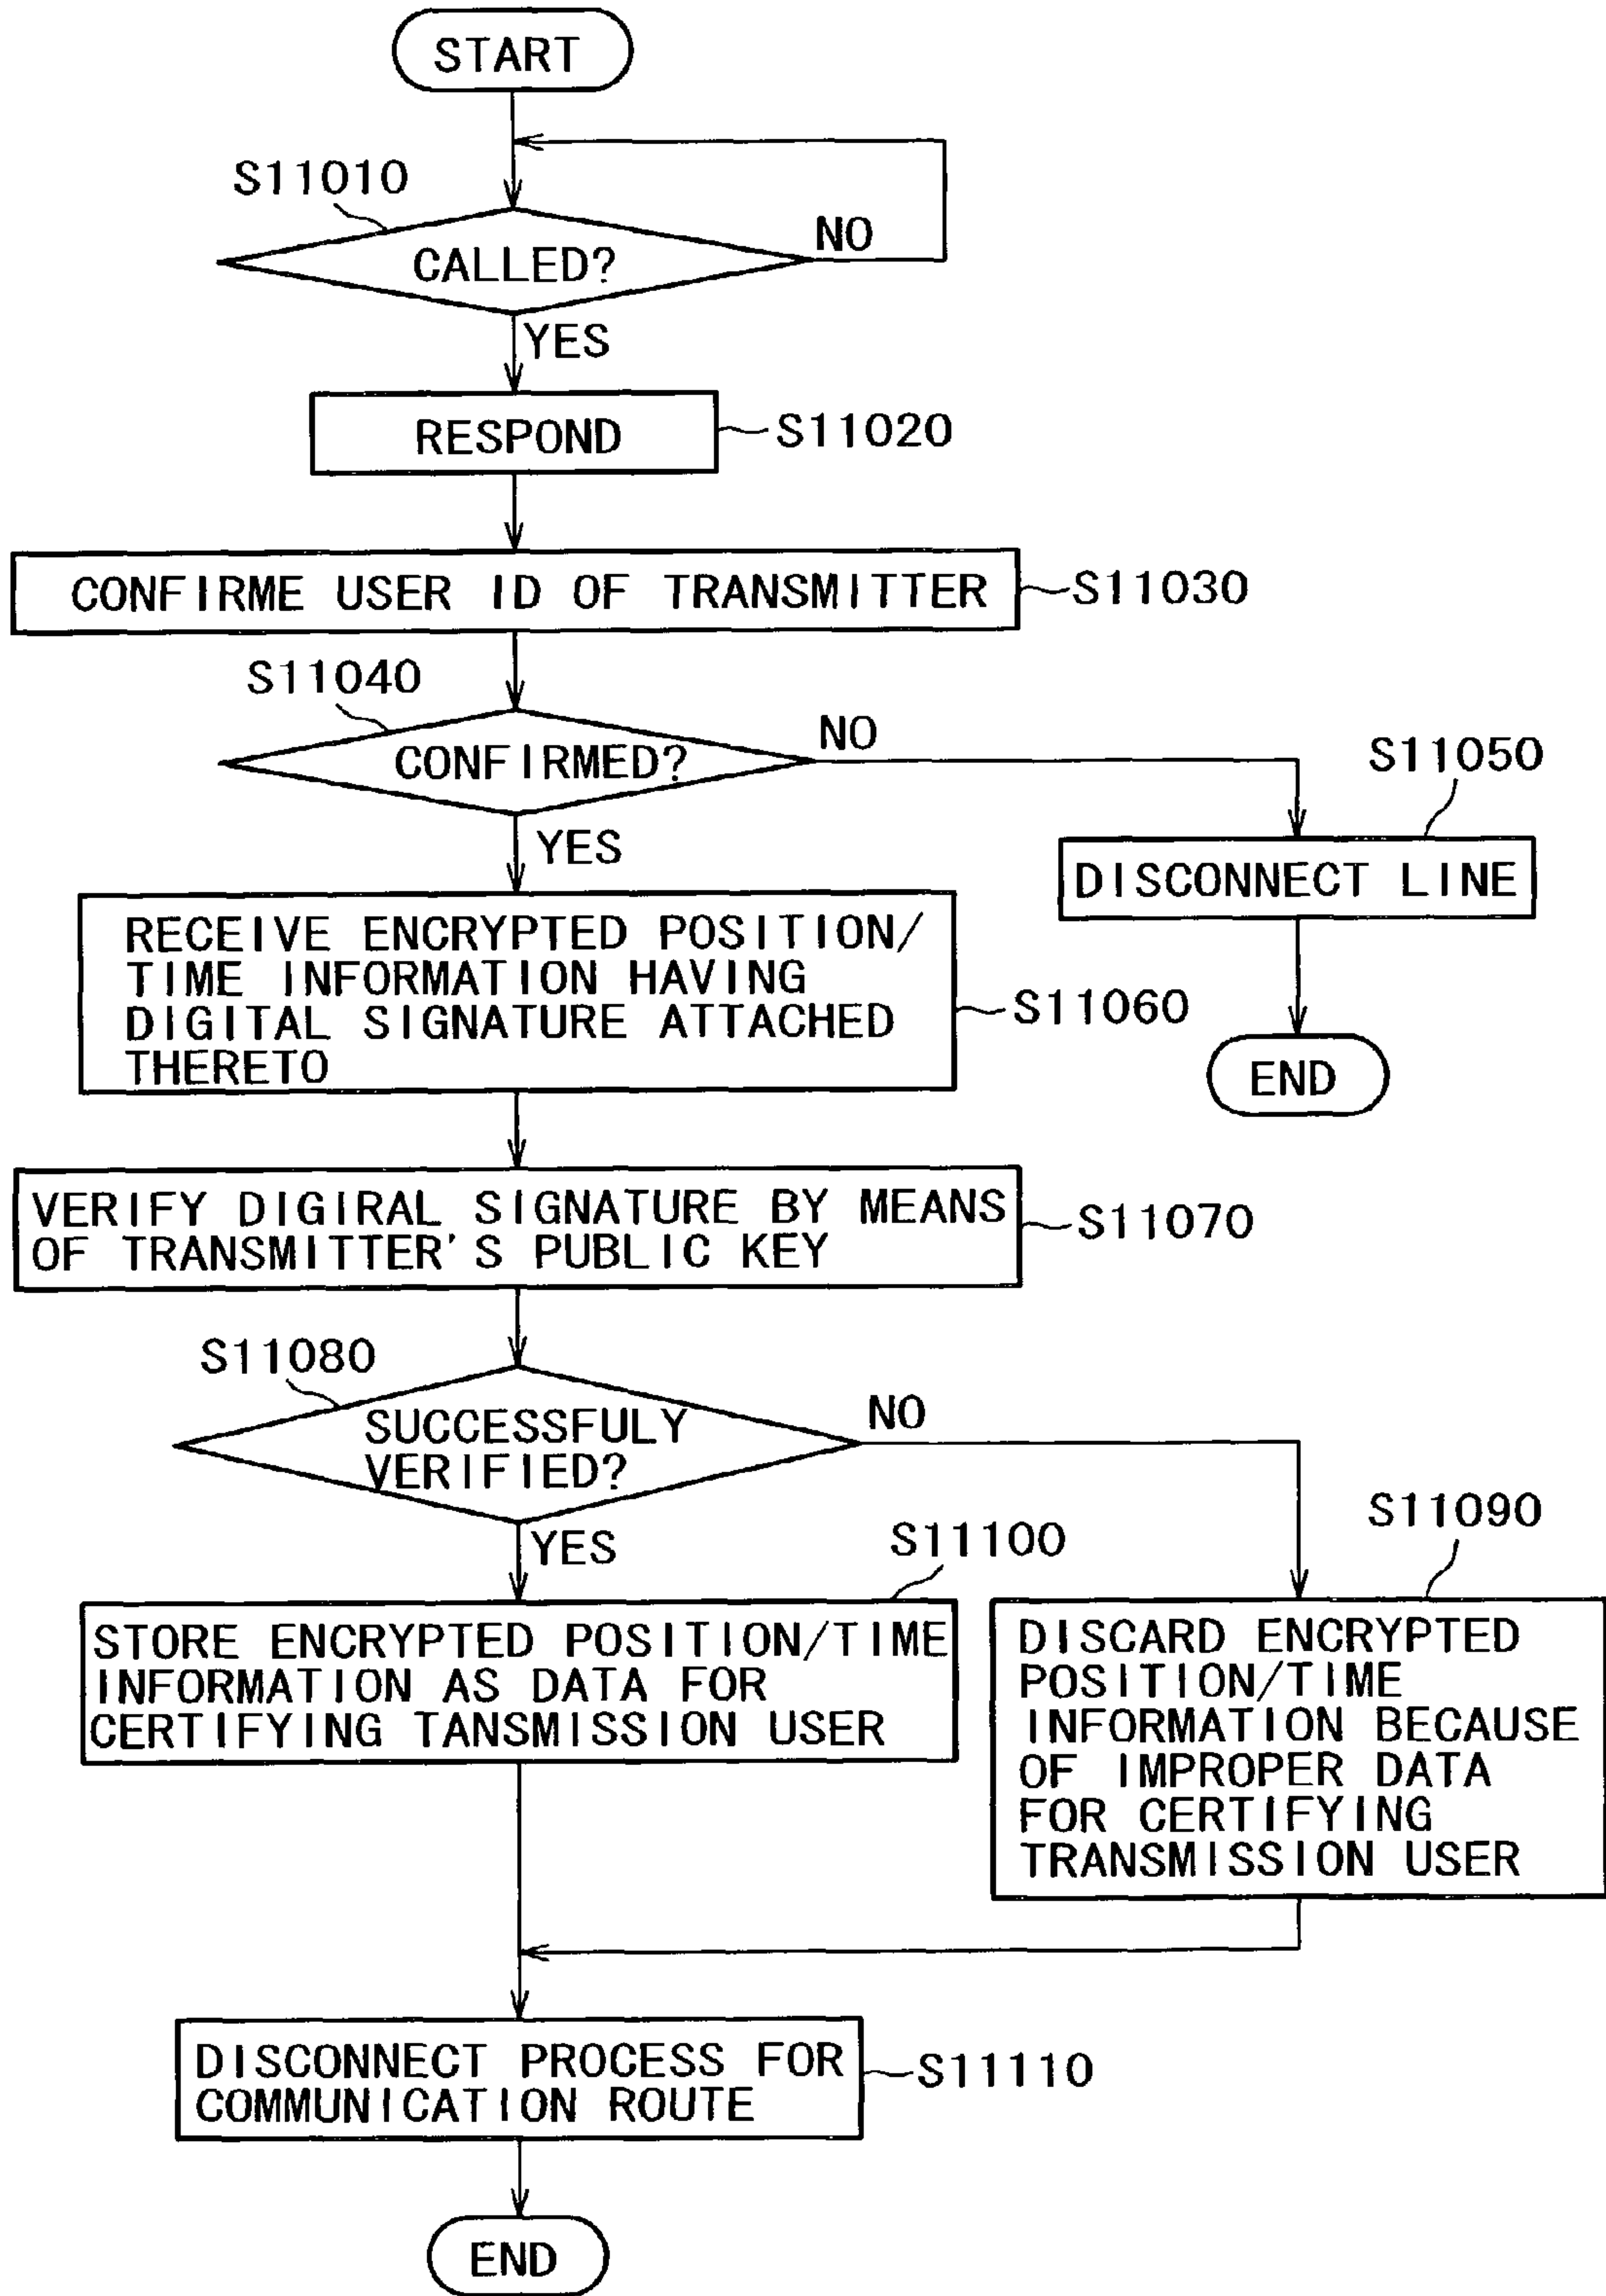 START
S11010
CALLED?
NO
YES
RESPOND
S11020
CONFIRME USER ID OF TRANSMITTER
S11030
S11040
CONFIRMED?
NO
YES
S11050
DISCONNECT LINE
END
RECEIVE ENCRYPTED POSITION/
TIME INFORMATION HAVING
DIGITAL SIGNATURE ATTACHED
THERETO
S11060
VERIFY DIGIRAL SIGNATURE BY MEANS
OF TRANSMITTER'S PUBLIC KEY
S11070
S11080
SUCCESSFULY
VERIFIED?
NO
YES
S11100
STORE ENCRYPTED POSITION/TIME
INFORMATION AS DATA FOR
CERTIFYING TANSMISSION USER
S11090
DISCARD ENCRYPTED
POSITION/TIME
INFORMATION BECAUSE
OF IMPROPER DATA
FOR CERTIFYING
TRANSMISSION USER
DISCONNECT PROCESS FOR
COMMUNICATION ROUTE
S11110
END